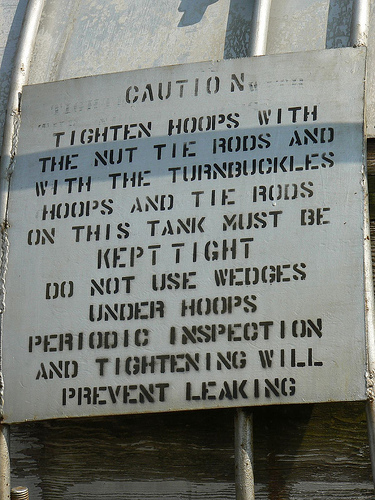 CAUTION
TIGHTEN HOOPS WITH
THE NUT TIE RODS AND
WITH THE TURNBUCKLES
HOOPS AND TIE RODS
ON THIS TANK MUST BE
KEPT TIGHT
DO NOT USE WEDGES
UNDER HOOPS
PERIODIC INSPECTION
AND TIGHTENING WILL
PREVENT LEAKING